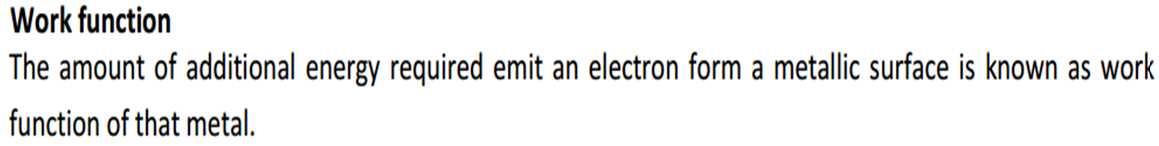 Work function
The amount of additional energy required emit an electron form a metallic surface is known as work
function of that metal.